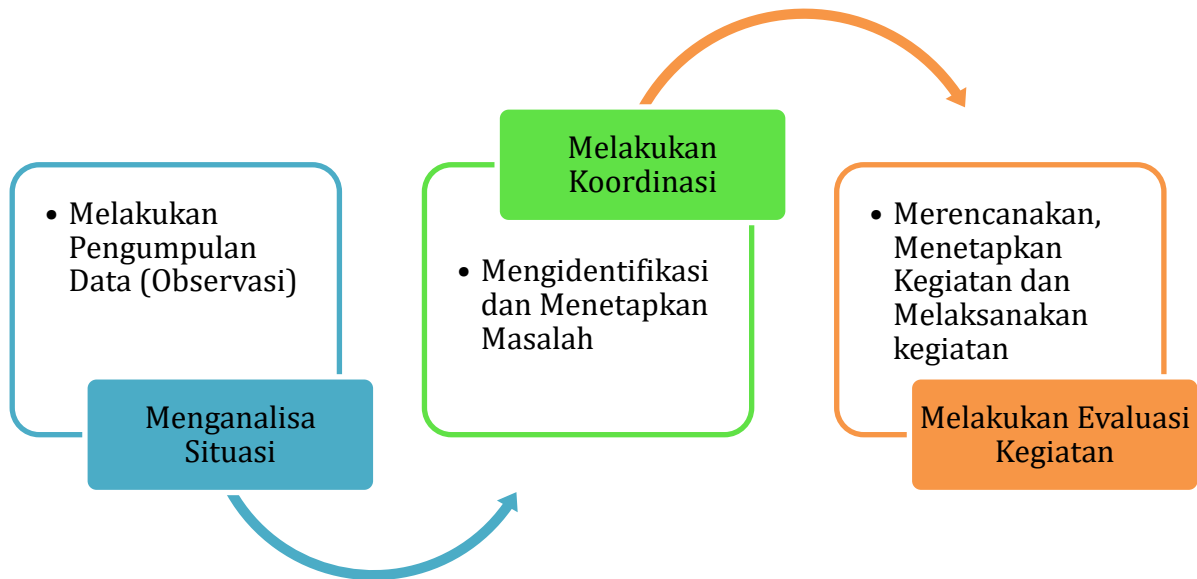 • Melakukan
Pengumpulan
Data (Observasi)
Menganalisa
Situasi
Melakukan
Koordinasi
• Mengidentifikasi
dan Menetapkan
Masalah
• Merencanakan,
Menetapkan
Kegiatan dan
Melaksanakan
kegiatan
Melakukan Evaluasi
Kegiatan